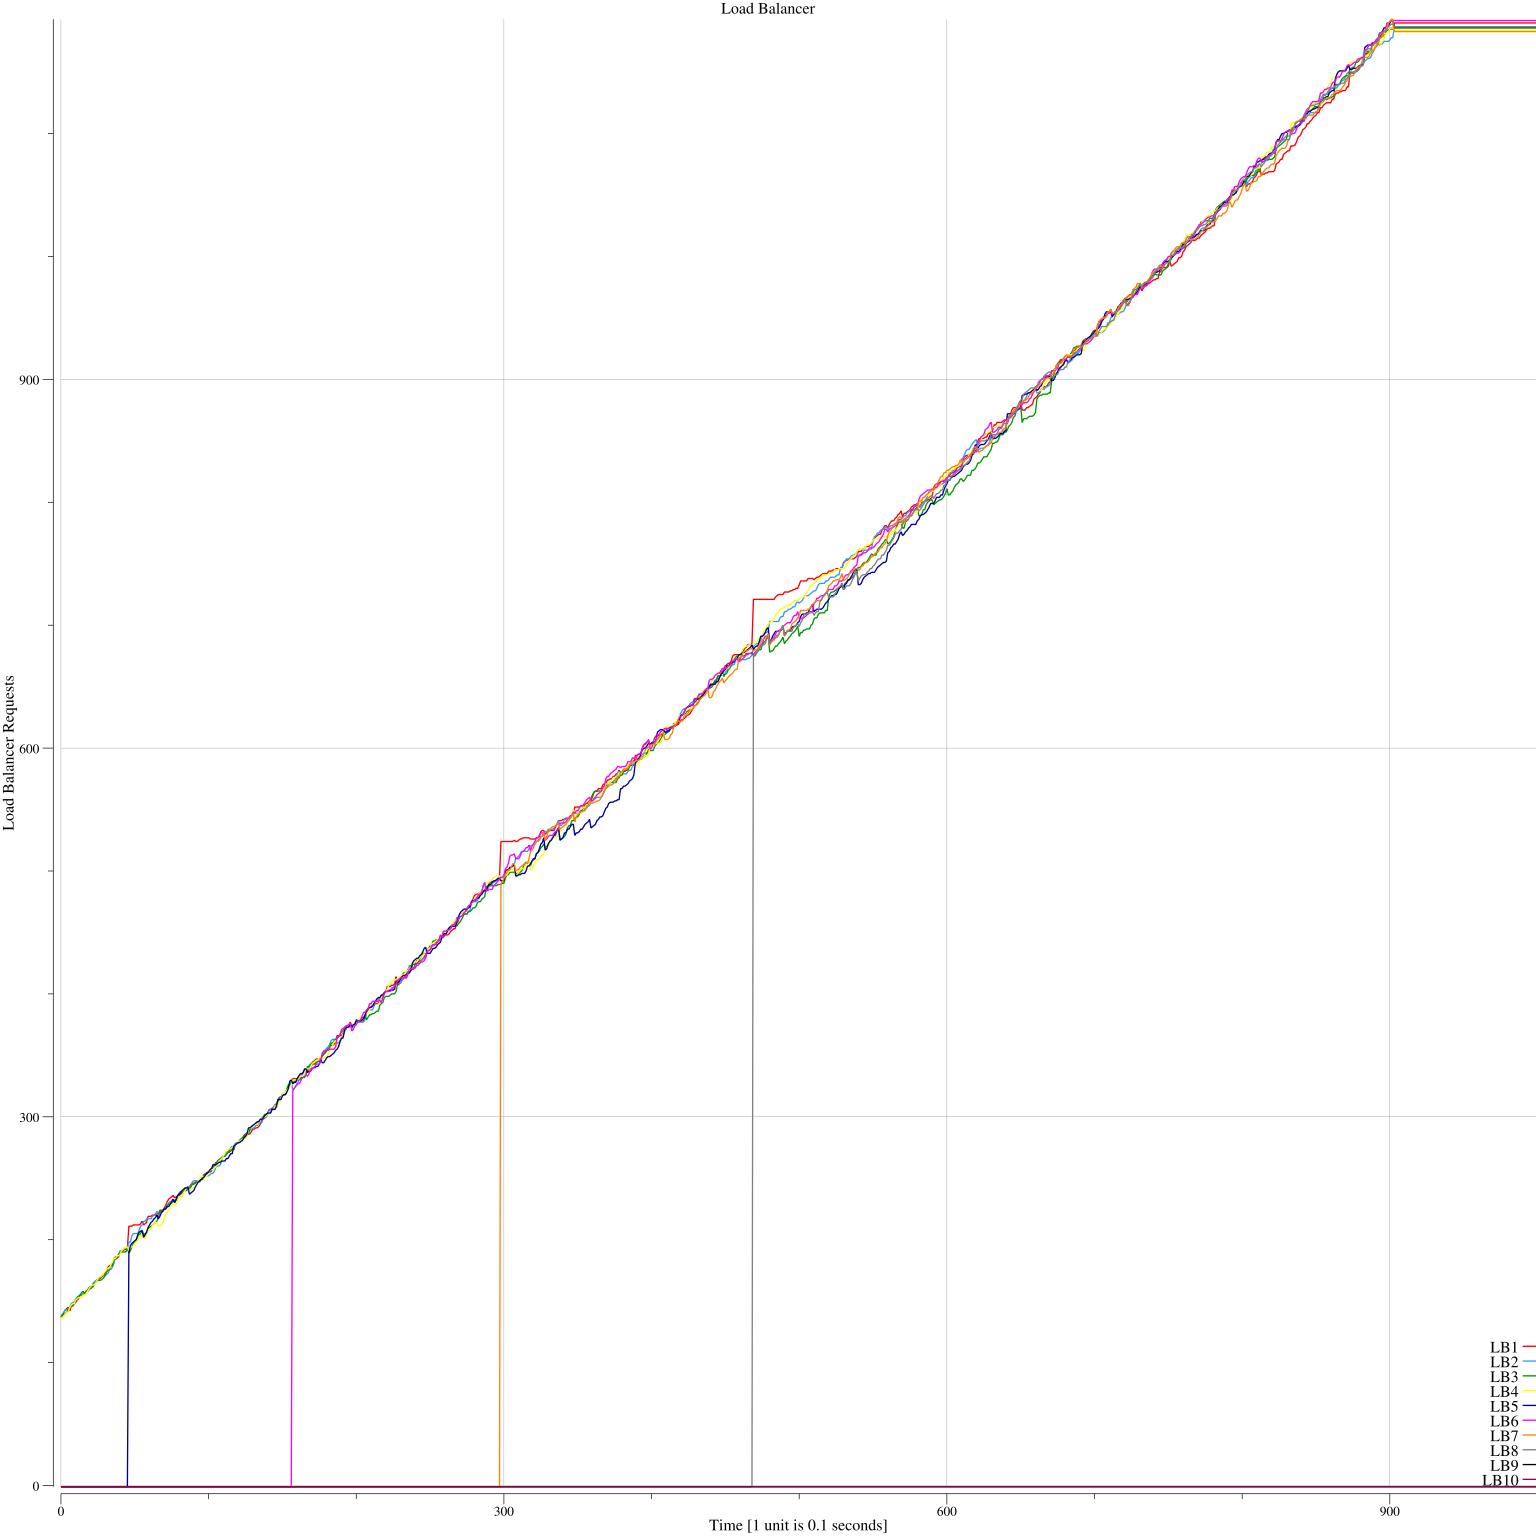 Load Balancer
Load Balancer Requests
900
600
300
0
0
300
600
900
Time [1 unit is 0.1 seconds]
LB1
LB2
LB3
LB4
LB5
LB6
LB7
LB8
LB9
LB10